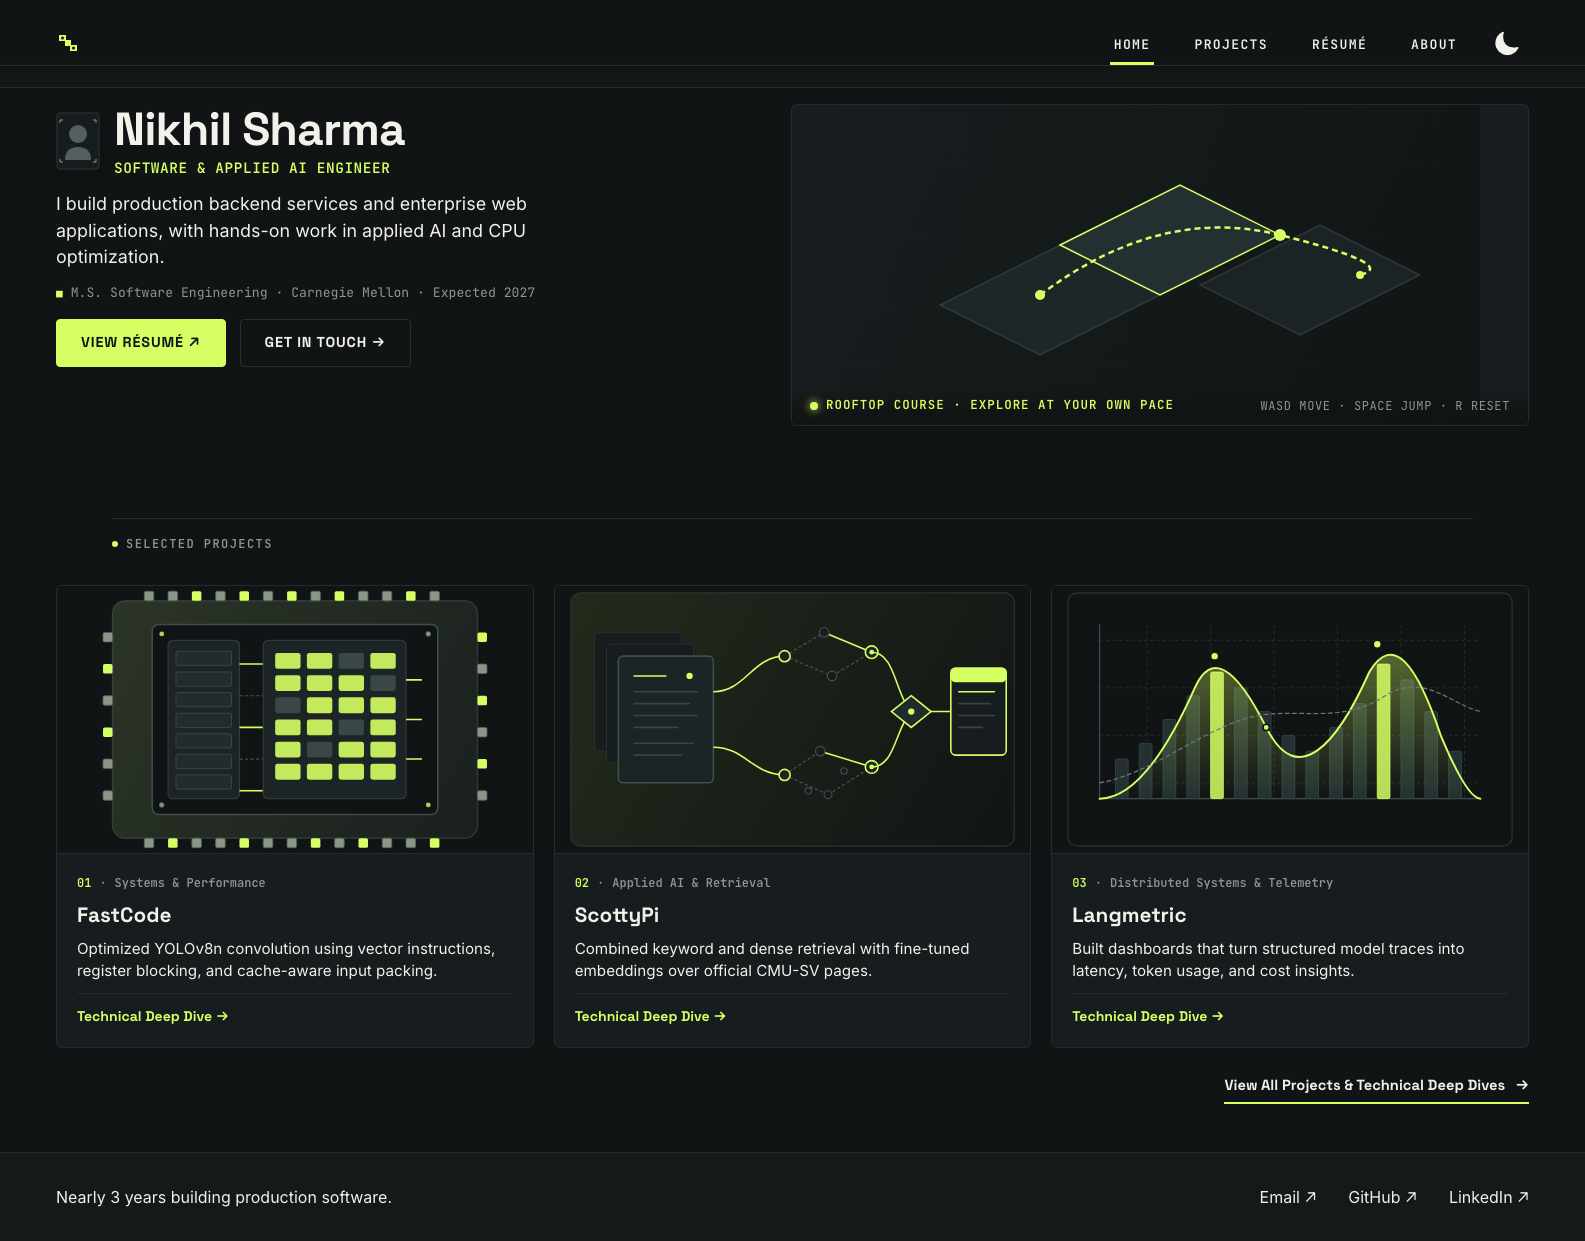 HOME PROJECTS RÉSUMÉ ABOUT
Nikhil Sharma
SOFTWARE & APPLIED AI ENGINEER
I build production backend services and enterprise web
applications, with hands-on work in applied AI and CPU
optimization.
M.S. Software Engineering · Carnegie Mellon · Expected 2027
VIEW RÉSUMÉ ↗ GET IN TOUCH →
ROOFTOP COURSE · EXPLORE AT YOUR OWN PACE
WASD MOVE · SPACE JUMP · R RESET
SELECTED PROJECTS
01 · Systems & Performance
FastCode
Optimized YOLOv8n convolution using vector instructions,
register blocking, and cache-aware input packing.
Technical Deep Dive →
02 · Applied AI & Retrieval
ScottyPi
Combined keyword and dense retrieval with fine-tuned
embeddings over official CMU-SV pages.
Technical Deep Dive →
03 · Distributed Systems & Telemetry
Langmetric
Built dashboards that turn structured model traces into
latency, token usage, and cost insights.
Technical Deep Dive →
View All Projects & Technical Deep Dives →
Nearly 3 years building production software.
Email ↗ GitHub ↗ LinkedIn ↗